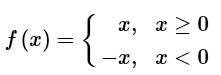 f(x) = { x, x ≥ 0
-x, x < 0